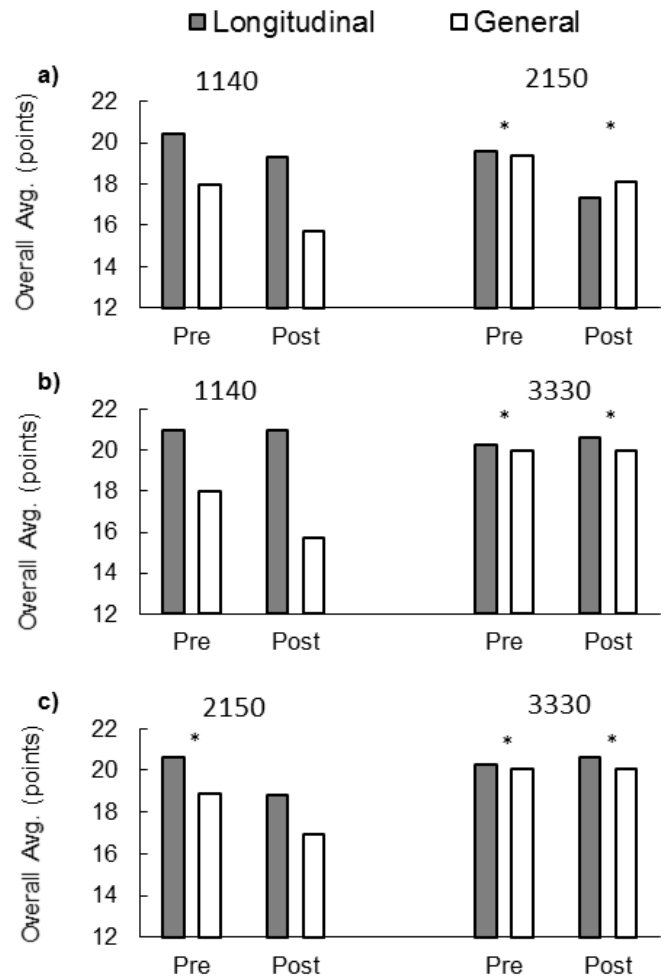 Longitudinal General
a) 1140 2150
Overall Avg. (points)
22
* *
20
18
16
14
12
Pre Post Pre Post
b) 1140 3330
Overall Avg. (points)
22
* *
20
18
16
14
12
Pre Post Pre Post
c) 2150 3330
Overall Avg. (points)
22
* * *
20
18
16
14
12
Pre Post Pre Post